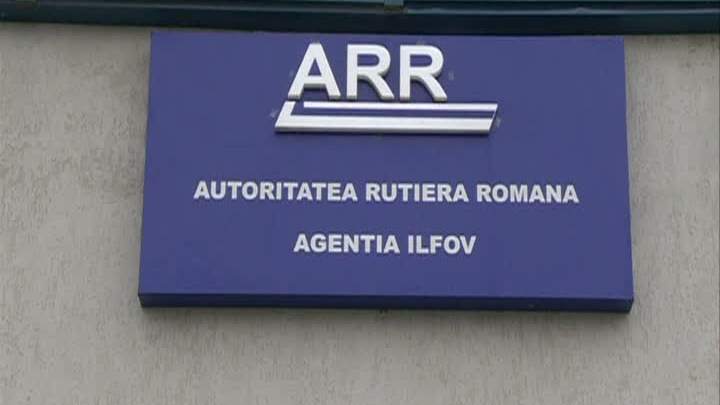 ARR
AUTORITATEA RUTIERA ROMANA
AGENTIA ILFOV